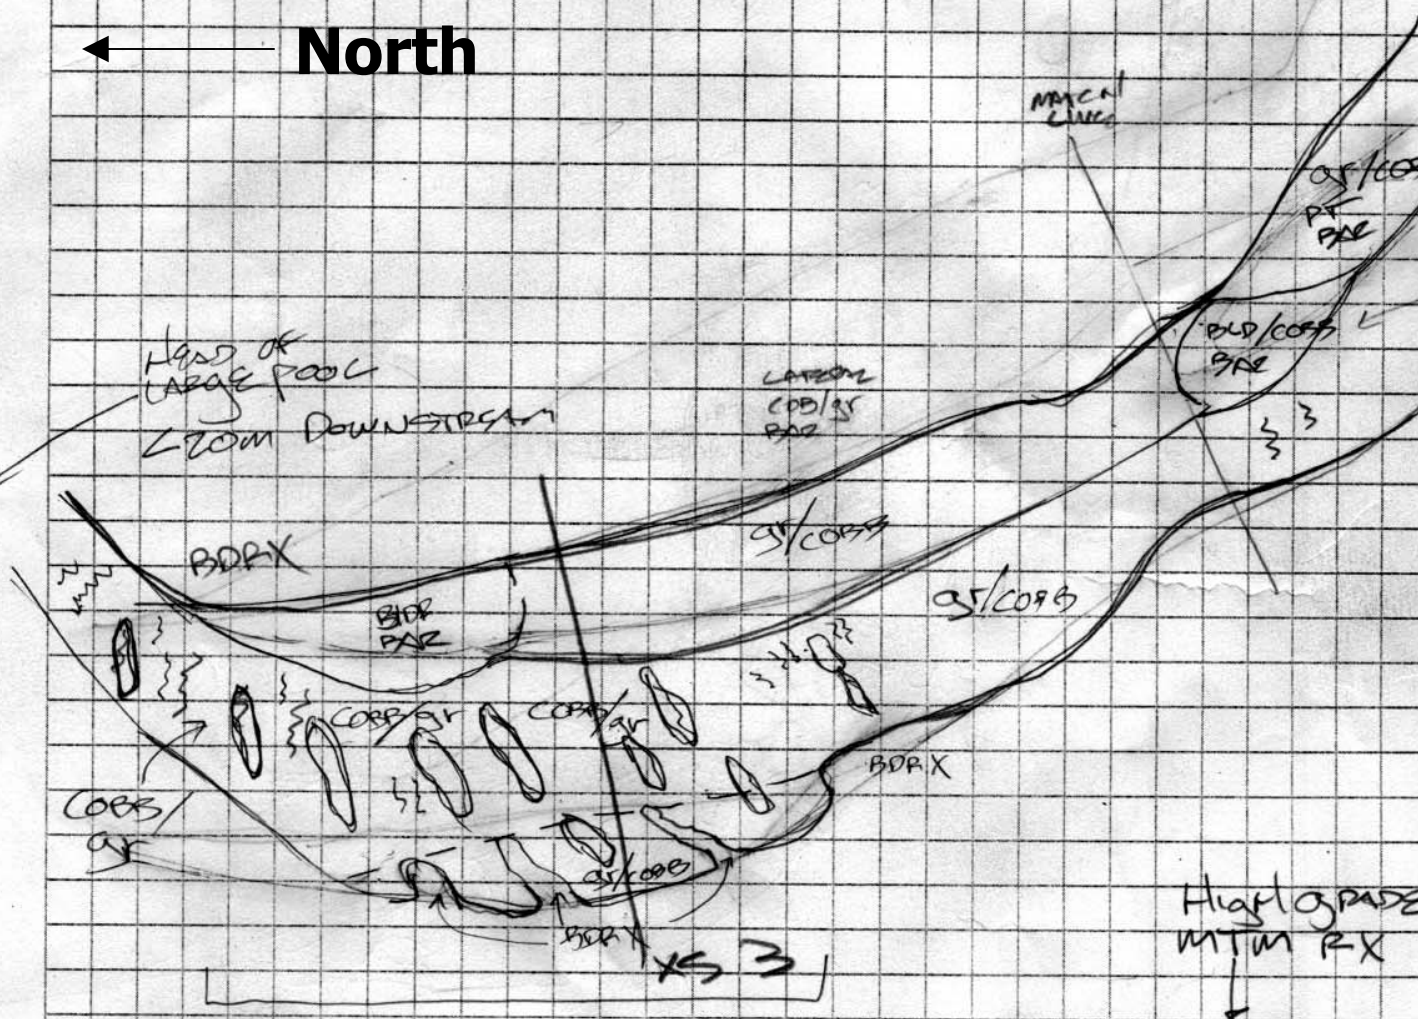 North
MATCH
LINE
gr/COB
PT
BAR
BLD/COBB
BAR
HEAD OF
LARGE POOL
<20m DOWNSTREAM
COB/gr
BAR
gr/COBB
BDRX
gr/COBB
BLDR
BAR
COBB/gr
COBB/gr
BDRX
COBB/
gr
gr/COBB
BDRX
XS 3
HIGH GRADE
MTM RX